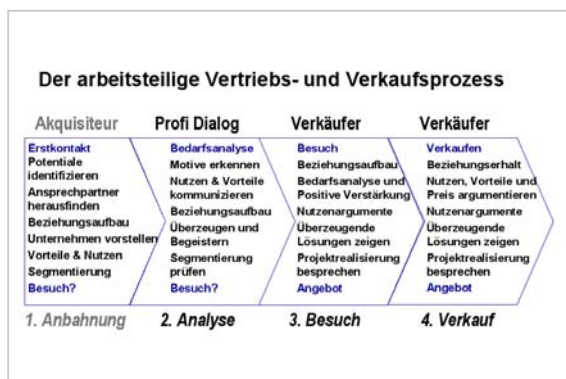 Der arbeitsteilige Vertriebs- und Verkaufsprozess
Akquisiteur
Erstkontakt
Potentiale
identifizieren
Ansprechpartner
herausfinden
Beziehungsaufbau
Unternehmen vorstellen
Vorteile & Nutzen
Segmentierung
Besuch?
1. Anbahnung
Profi Dialog
Bedarfsanalyse
Motive erkennen
Nutzen & Vorteile
kommunizieren
Beziehungsaufbau
Überzeugen und
Begeistern
Segmentierung
prüfen
Besuch?
2. Analyse
Verkäufer
Besuch
Beziehungsaufbau
Bedarfsanalyse und
Positive Verstärkung
Nutzenargumente
Überzeugende
Lösungen zeigen
Projektrealisierung
besprechen
Angebot
3. Besuch
Verkäufer
Verkaufen
Beziehungserhalt
Nutzen, Vorteile und
Preis argumentieren
Nutzenargumente
Überzeugende
Lösungen zeigen
Projektrealisierung
besprechen
Angebot
4. Verkauf